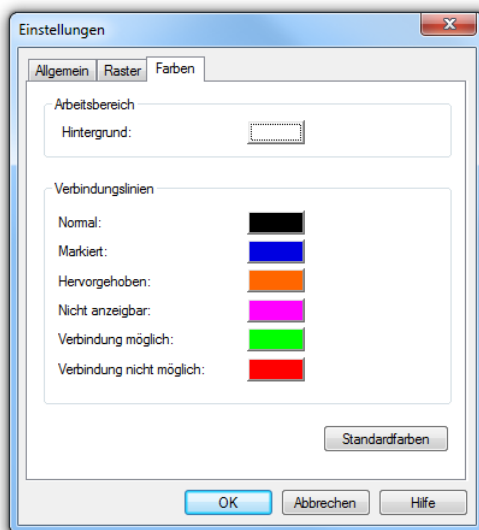 Einstellungen
Allgemein Raster Farben
Arbeitsbereich
Hintergrund:
Verbindungslinien
Normal:
Markiert:
Hervorgehoben:
Nicht anzeigbar:
Verbindung möglich:
Verbindung nicht möglich:
Standardfarben
OK Abbrechen Hilfe